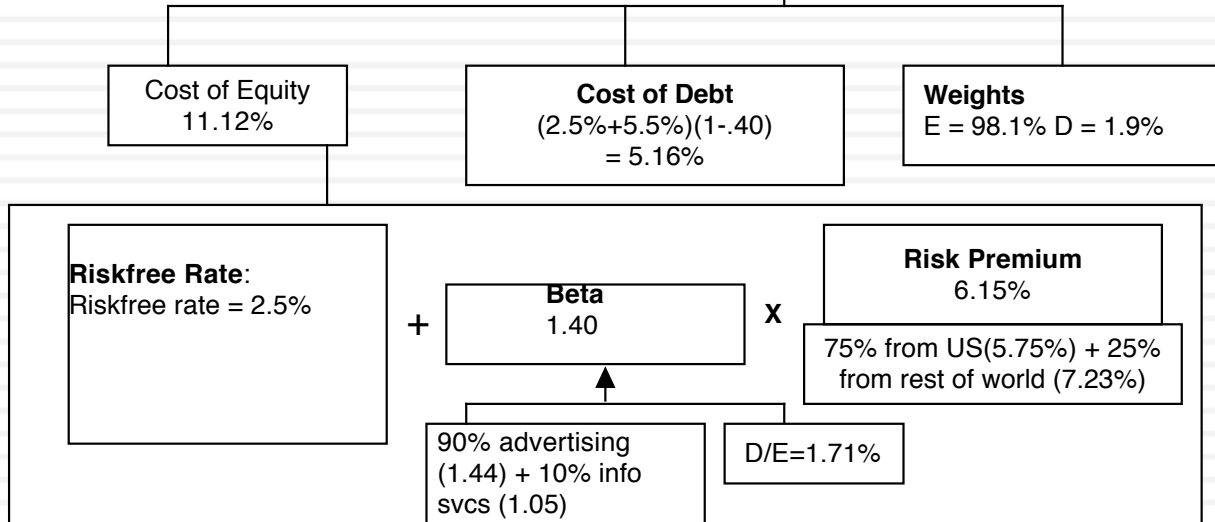 Cost of Equity
11.12%
Cost of Debt
(2.5%+5.5%)(1-.40)
= 5.16%
Weights
E = 98.1% D = 1.9%
Riskfree Rate:
Riskfree rate = 2.5%
+
Beta
1.40
X
Risk Premium
6.15%
75% from US(5.75%) + 25%
from rest of world (7.23%)
90% advertising
(1.44) + 10% info
svcs (1.05)
D/E=1.71%